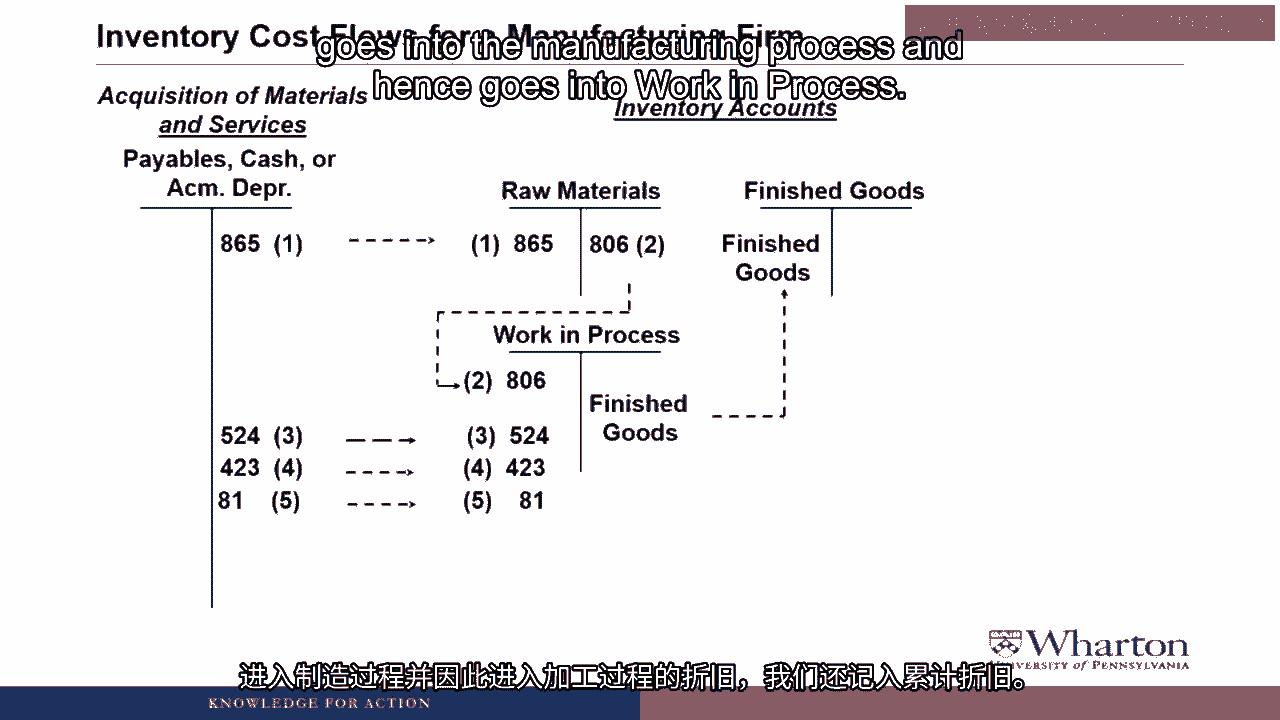 Inventory Cost Flows for a Manufacturing Firm
goes into the manufacturing process and
hence goes into Work in Process.
Acquisition of Materials
and Services
Inventory Accounts
Payables, Cash, or
Acm. Depr.
Raw Materials
Finished Goods
865 (1)
(1) 865
806 (2)
Finished
Goods
Work in Process
(2) 806
Finished
Goods
524 (3)
(3) 524
423 (4)
(4) 423
81 (5)
(5) 81
Wharton
UNIVERSITY of PENNSYLVANIA
进入制造过程并因此进入加工过程的折旧，我们还记入累计折旧。
KNOWLEDGE FOR ACTION